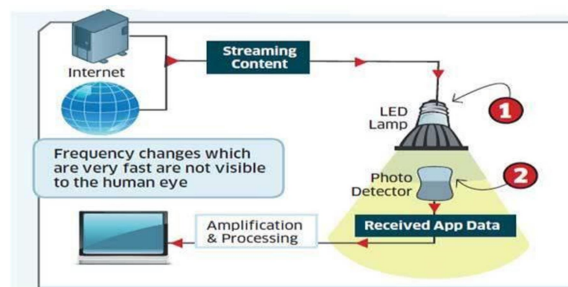 Streaming
Content
Internet
LED
Lamp
1
Frequency changes which
are very fast are not visible
to the human eye
Photo
Detector
2
Amplification
& Processing
Received App Data